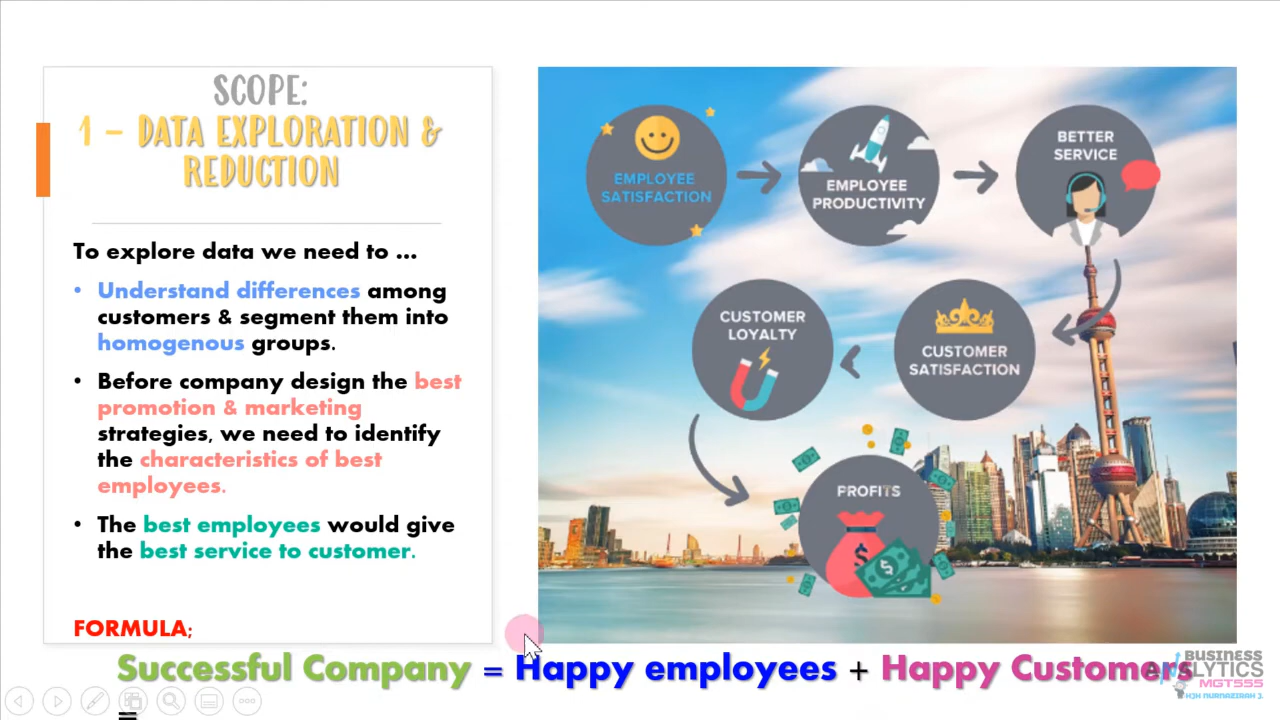 SCOPE:
1 – DATA EXPLORATION &
REDUCTION
To explore data we need to ...
• Understand differences among
customers & segment them into
homogenous groups.
• Before company design the best
promotion & marketing
strategies, we need to identify
the characteristics of best
employees.
• The best employees would give
the best service to customer.
FORMULA;
Successful Company = Happy employees + Happy Customers
=
EMPLOYEE
SATISFACTION
EMPLOYEE
PRODUCTIVITY
BETTER
SERVICE
CUSTOMER
SATISFACTION
CUSTOMER
LOYALTY
PROFITS
BUSINESS
ANALYTICS
MGT555
HJH NURNAZIRAH J.